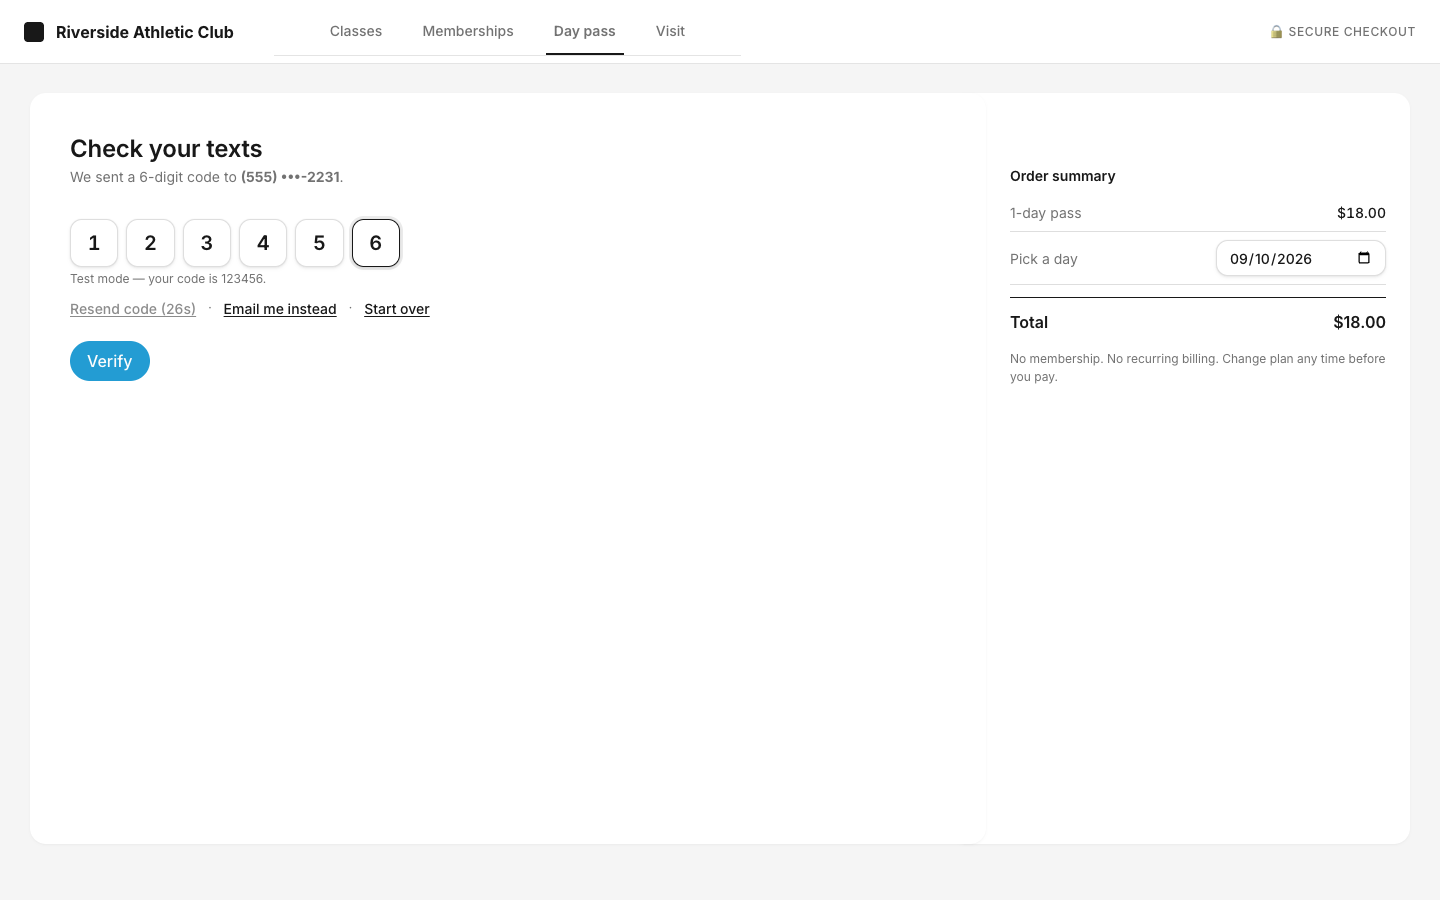 Riverside Athletic Club
Classes
Memberships
Day pass
Visit
🔒 SECURE CHECKOUT
Check your texts
We sent a 6-digit code to (555) •••-2231.
1 2 3 4 5 6
Test mode — your code is 123456.
Resend code (26s) · Email me instead · Start over
Verify
Order summary
1-day pass $18.00
Pick a day 09/10/2026
Total $18.00
No membership. No recurring billing. Change plan any time before
you pay.